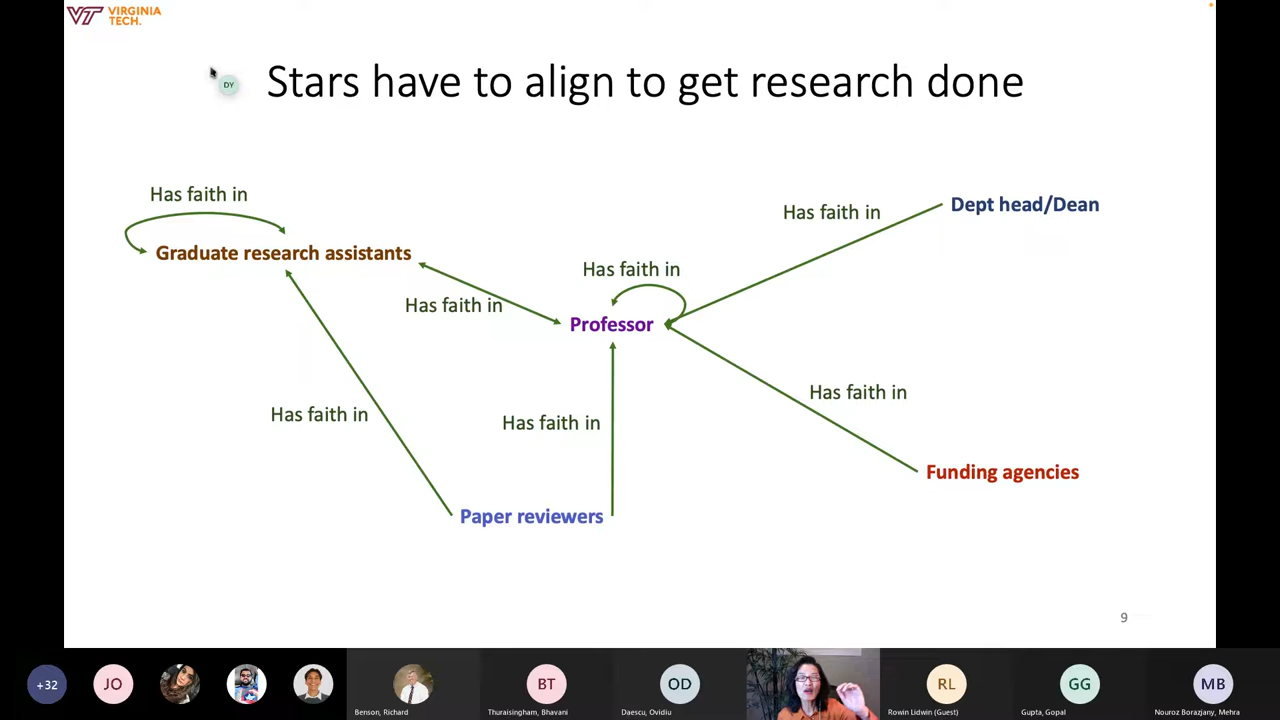 VIRGINIA
TECH.
DY
Stars have to align to get research done
Has faith in
Has faith in
Dept head/Dean
Graduate research assistants
Has faith in
Has faith in
Professor
Has faith in
Has faith in
Has faith in
Funding agencies
Paper reviewers
9
+32
JO
BT
OD
RL
GG
MB
Benson, Richard
Thuraisingham, Bhavani
Daescu, Ovidiu
Rowin Lidwin (Guest)
Gupta, Gopal
Nouroz Borazjany, Mehra